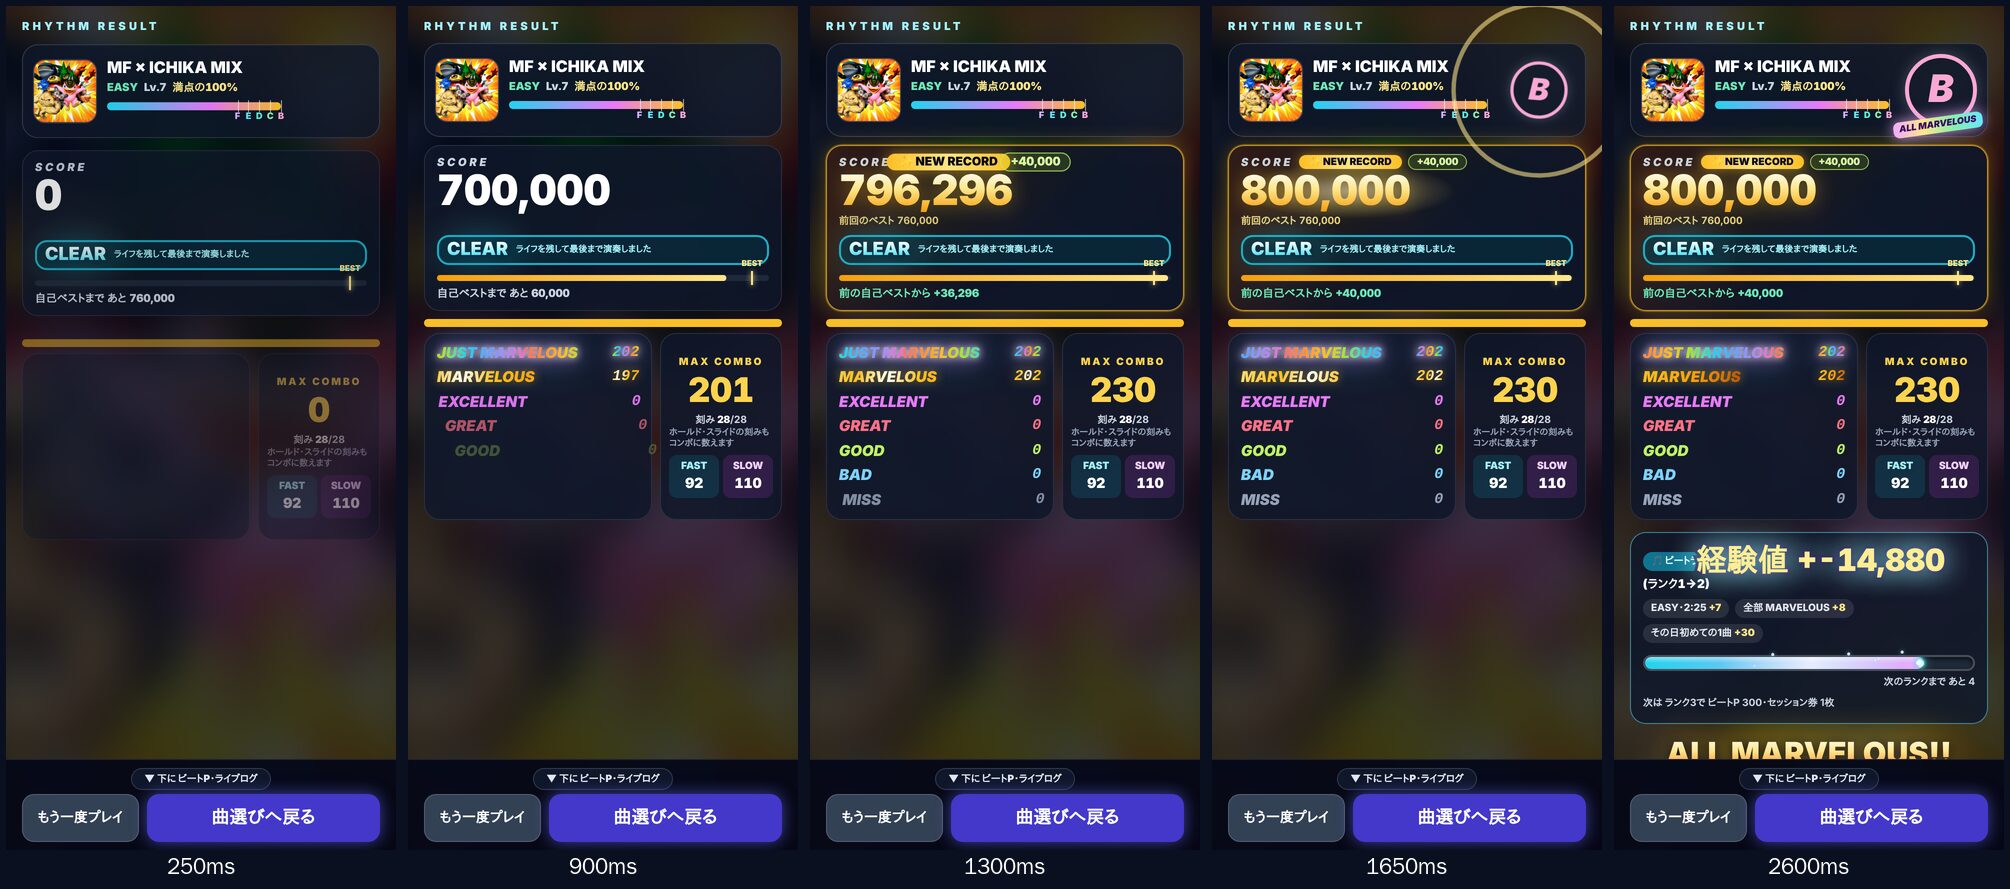 RHYTHM RESULT
MF × ICHIKA MIX
EASY Lv.7 満点の100%
F E D C B
SCORE
0
CLEAR ライフを残して最後まで演奏しました
BEST
自己ベストまで あと 760,000
MAX COMBO
0
刻み 28/28
ホールド・スライドの刻みも
コンボに数えます
FAST SLOW
92 110
▼ 下にビートP・ライブログ
もう一度プレイ 曲選びへ戻る
250ms
RHYTHM RESULT
MF × ICHIKA MIX
EASY Lv.7 満点の100%
F E D C B
SCORE
700,000
CLEAR ライフを残して最後まで演奏しました
BEST
自己ベストまで あと 60,000
JUST MARVELOUS 202
MARVELOUS 197
EXCELLENT 0
GREAT 0
GOOD 0
MAX COMBO
201
刻み 28/28
ホールド・スライドの刻みも
コンボに数えます
FAST SLOW
92 110
▼ 下にビートP・ライブログ
もう一度プレイ 曲選びへ戻る
900ms
RHYTHM RESULT
MF × ICHIKA MIX
EASY Lv.7 満点の100%
F E D C B
SCORE NEW RECORD +40,000
796,296
前回のベスト 760,000
CLEAR ライフを残して最後まで演奏しました
BEST
前の自己ベストから +36,296
JUST MARVELOUS 202
MARVELOUS 202
EXCELLENT 0
GREAT 0
GOOD 0
BAD 0
MISS 0
MAX COMBO
230
刻み 28/28
ホールド・スライドの刻みも
コンボに数えます
FAST SLOW
92 110
▼ 下にビートP・ライブログ
もう一度プレイ 曲選びへ戻る
1300ms
RHYTHM RESULT
MF × ICHIKA MIX
EASY Lv.7 満点の100%
F E D C B
B
SCORE NEW RECORD +40,000
800,000
前回のベスト 760,000
CLEAR ライフを残して最後まで演奏しました
BEST
前の自己ベストから +40,000
JUST MARVELOUS 202
MARVELOUS 202
EXCELLENT 0
GREAT 0
GOOD 0
BAD 0
MISS 0
MAX COMBO
230
刻み 28/28
ホールド・スライドの刻みも
コンボに数えます
FAST SLOW
92 110
▼ 下にビートP・ライブログ
もう一度プレイ 曲選びへ戻る
1650ms
RHYTHM RESULT
MF × ICHIKA MIX
EASY Lv.7 満点の100%
F E D C B
B
ALL MARVELOUS
SCORE NEW RECORD +40,000
800,000
前回のベスト 760,000
CLEAR ライフを残して最後まで演奏しました
BEST
前の自己ベストから +40,000
JUST MARVELOUS 202
MARVELOUS 202
EXCELLENT 0
GREAT 0
GOOD 0
BAD 0
MISS 0
MAX COMBO
230
刻み 28/28
ホールド・スライドの刻みも
コンボに数えます
FAST SLOW
92 110
ビート 経験値 +-14,880
(ランク1→2)
EASY・2:25 +7 全部 MARVELOUS +8
その日初めての1曲 +30
次のランクまで あと 4
次は ランク3で ビートP 300・セッション券 1枚
ALL MARVELOUS!!
▼ 下にビートP・ライブログ
もう一度プレイ 曲選びへ戻る
2600ms